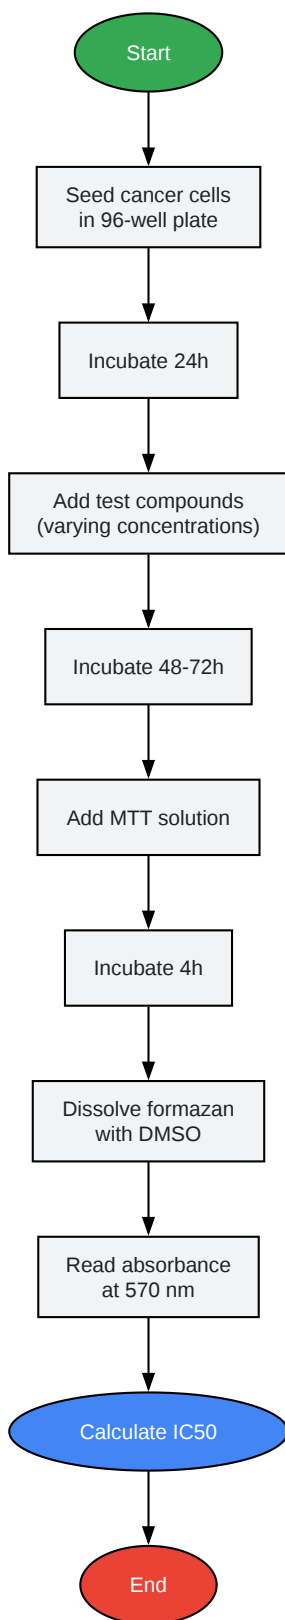 Start
Seed cancer cells
in 96-well plate
Incubate 24h
Add test compounds
(varying concentrations)
Incubate 48-72h
Add MTT solution
Incubate 4h
Dissolve formazan
with DMSO
Read absorbance
at 570 nm
Calculate IC50
End